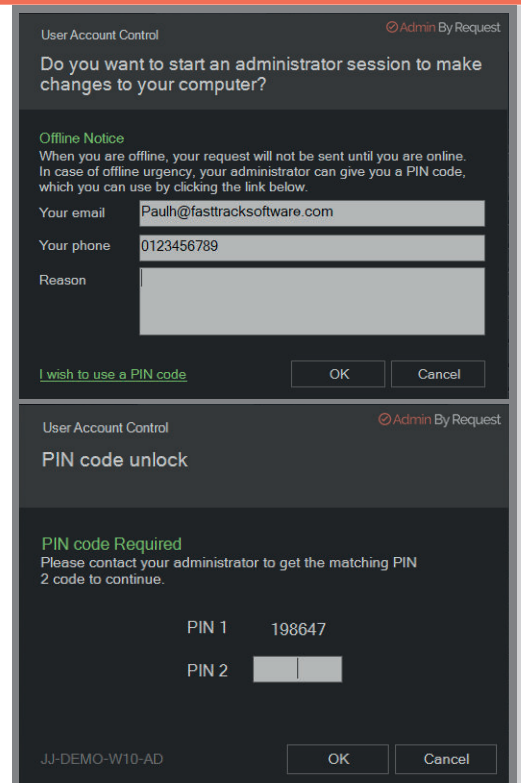 Admin By Request
User Account Control
Do you want to start an administrator session to make
changes to your computer?
Offline Notice
When you are offline, your request will not be sent until you are online.
In case of offline urgency, your administrator can give you a PIN code,
which you can use by clicking the link below.
Your email Paulh@fasttracksoftware.com
Your phone 0123456789
Reason
I wish to use a PIN code OK Cancel
Admin By Request
User Account Control
PIN code unlock
PIN code Required
Please contact your administrator to get the matching PIN
2 code to continue.
PIN 1 198647
PIN 2
JJ-DEMO-W10-AD OK Cancel